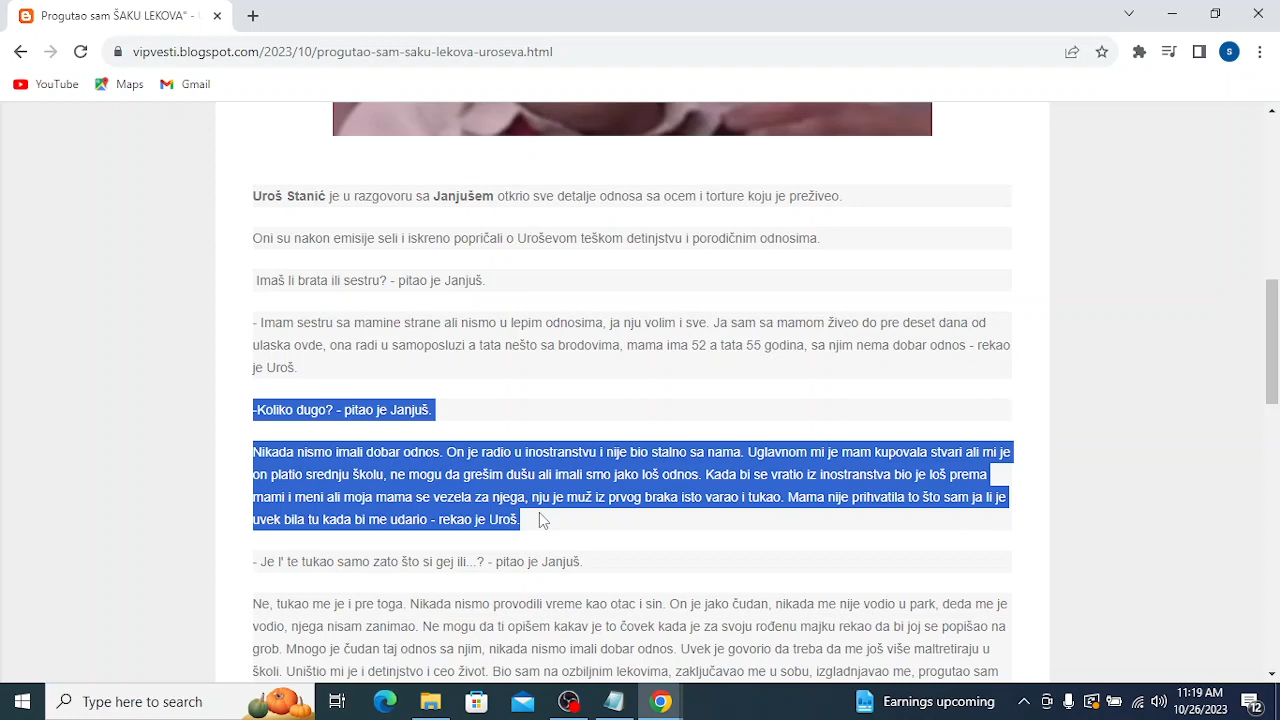 Progutao sam ŠAKU LEKOVA" -
vipvesti.blogspot.com/2023/10/progutao-sam-saku-lekova-uroseva.html
S
YouTube
Maps
Gmail
Uroš Stanić je u razgovoru sa Janjušem otkrio sve detalje odnosa sa ocem i torture koju je preživeo.
Oni su nakon emisije seli i iskreno popričali o Uroševom teškom detinjstvu i porodičnim odnosima.
Imaš li brata ili sestru? - pitao je Janjuš.
- Imam sestru sa mamine strane ali nismo u lepim odnosima, ja nju volim i sve. Ja sam sa mamom živeo do pre deset dana od
ulaska ovde, ona radi u samoposluzi a tata nešto sa brodovima, mama ima 52 a tata 55 godina, sa njim nema dobar odnos - rekao
je Uroš.
-Koliko dugo? - pitao je Janjuš.
Nikada nismo imali dobar odnos. On je radio u inostranstvu i nije bio stalno sa nama. Uglavnom mi je mam kupovala stvari ali mi je
on platio srednju školu, ne mogu da grešim dušu ali imali smo jako loš odnos. Kada bi se vratio iz inostranstva bio je loš prema
mami i meni ali moja mama se vezela za njega, nju je muž iz prvog braka isto varao i tukao. Mama nije prihvatila to što sam ja li je
uvek bila tu kada bi me udario - rekao je Uroš.
- Je l' te tukao samo zato što si gej ili...? - pitao je Janjuš.
Ne, tukao me je i pre toga. Nikada nismo provodili vreme kao otac i sin. On je jako čudan, nikada me nije vodio u park, deda me je
vodio, njega nisam zanimao. Ne mogu da ti opišem kakav je to čovek kada je za svoju rođenu majku rekao da bi joj se popišao na
grob. Mnogo je čudan taj odnos sa njim, nikada nismo imali dobar odnos. Uvek je govorio da treba da me još više maltretiraju u
školi. Uništio mi je i detinjstvo i ceo život. Bio sam na ozbiljnim lekovima, zaključavao me u sobu, izgladnjavao me, progutao sam
Type here to search
Earnings upcoming
11:19 AM
10/26/2023
12